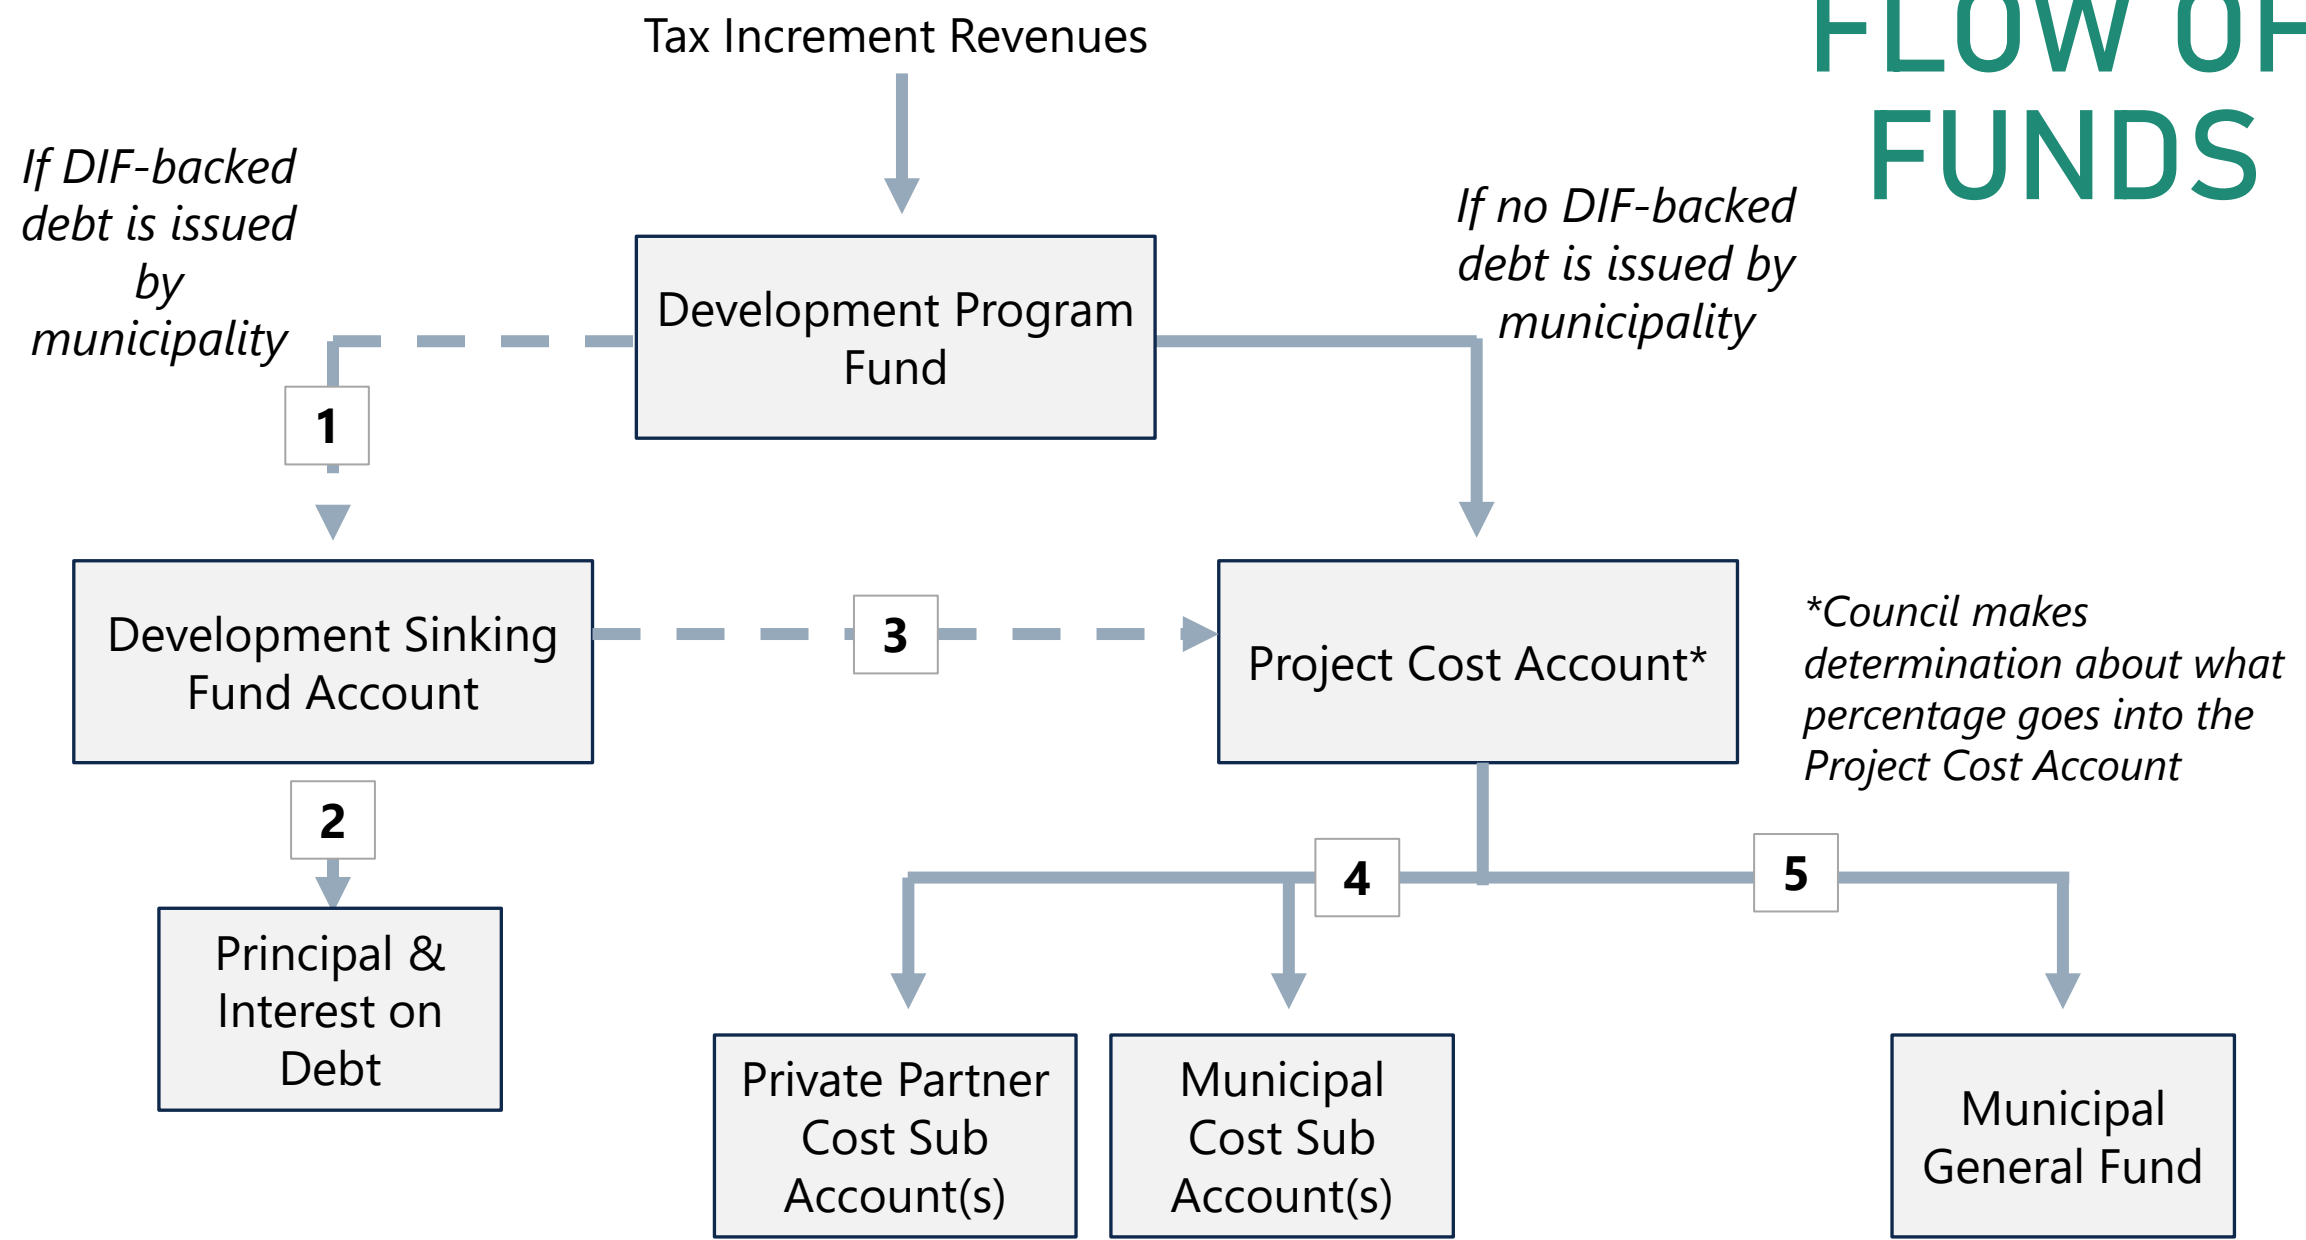 Tax Increment Revenues
FLOW OF
FUNDS
If DIF-backed
debt is issued
by
municipality
If no DIF-backed
debt is issued by
municipality
Development Program
Fund
1
Development Sinking
Fund Account
3
Project Cost Account*
*Council makes
determination about what
percentage goes into the
Project Cost Account
2
4
5
Principal &
Interest on
Debt
Private Partner
Cost Sub
Account(s)
Municipal
Cost Sub
Account(s)
Municipal
General Fund